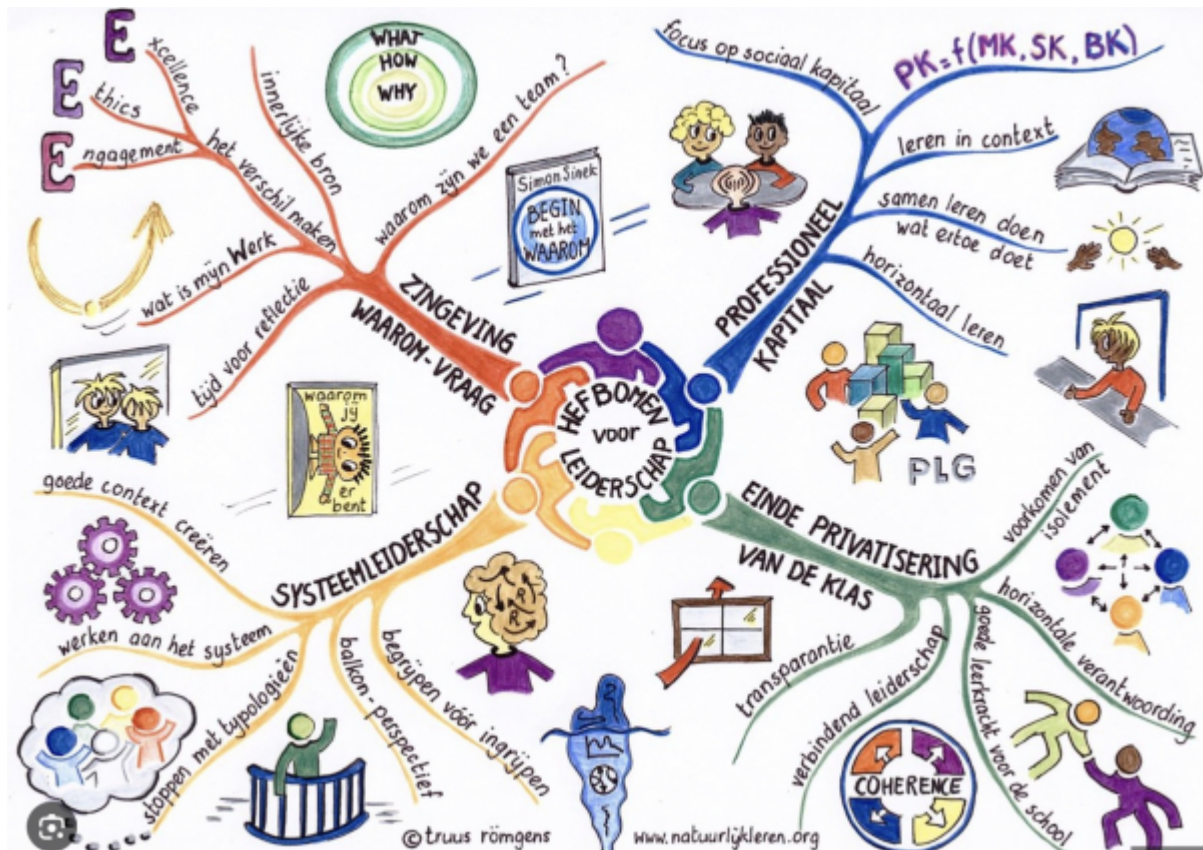 HEFBOMEN
voor
LEIDERSCHAP
ZINGEVING
WAAROM-VRAAG
Excellence
Ethics
Engagement
het verschil maken
innerlijke bron
waarom zijn we een team?
wat is mijn Werk
tijd voor reflectie
WHAT
HOW
WHY
Simon Sinek
BEGIN
met het
WAAROM
waarom
jij
er
bent
PROFESSIONEEL
KAPITAAL
focus op sociaal kapitaal
PK=f(MK, SK, BK)
leren in context
samen leren doen
wat ertoe doet
horizontaal leren
PLG
EINDE PRIVATISERING
VAN DE KLAS
voorkomen van
isolement
horizontale verantwoording
goede leerkracht voor de school
verbindend leiderschap
transparantie
COHERENCE
SYSTEEMLEIDERSCHAP
goede context creëren
werken aan het systeem
stoppen met typologieën
balkon-perspectief
begrijpen vóór ingrijpen
R
R
© truus römgens
www.natuurlijkleren.org